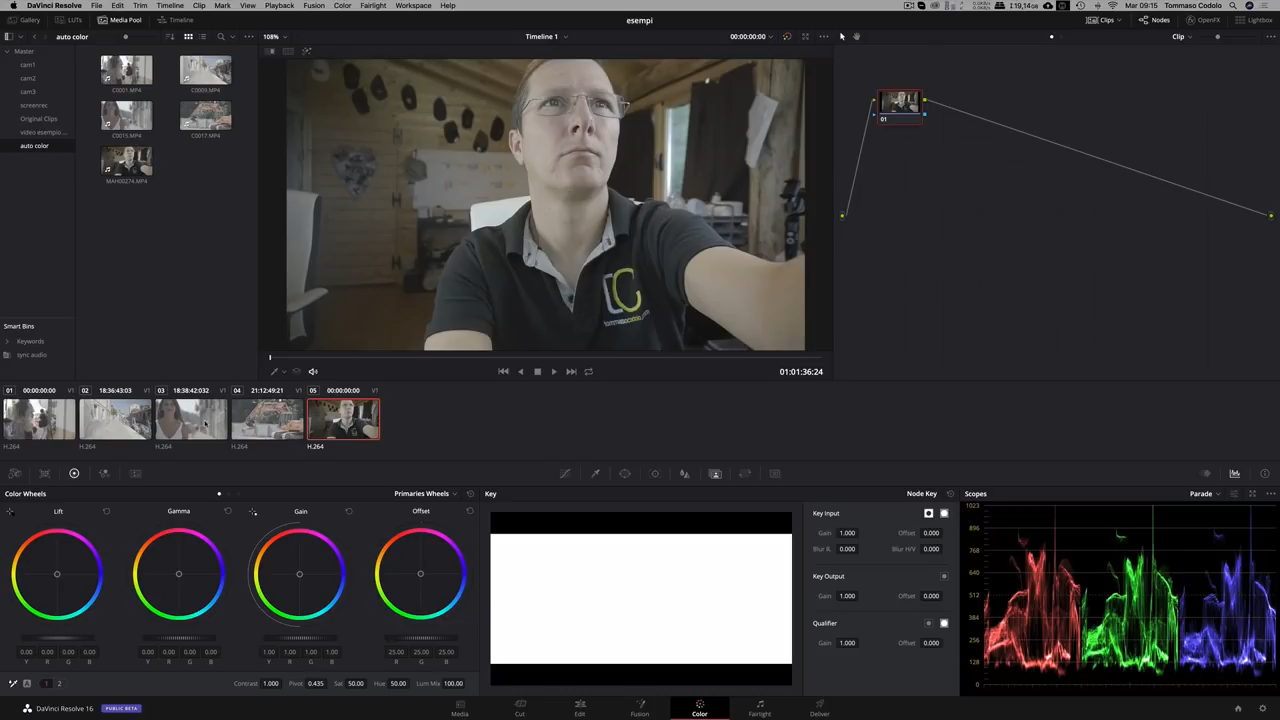 DaVinci Resolve File Edit Trim Timeline Clip Mark View Playback Fusion Color Fairlight Workspace Help
1:19,14 GB
Mar 09:15 Tommaso Codolo
Gallery LUTs Media Pool Timeline
esempi
Clips Nodes OpenFX Lightbox
auto color
108%
Timeline 1
00:00:00:00
Clip
Master
cam1
cam2
cam3
screenrec
Original Clips
video esempio ...
auto color
C0001.MP4 C0009.MP4
C0015.MP4 C0017.MP4
MAH00274.MP4
01
Smart Bins
Keywords
sync audio
01:01:36:24
01 00:00:00:00 V1 02 18:36:43:03 V1 03 18:38:42:032 V1 04 21:12:49:21 V1 05 00:00:00:00 V1
H.264 H.264 H.264 H.264 H.264
Color Wheels Primaries Wheels
Lift Gamma Gain Offset
0.00 0.00 0.00 0.00 0.00 0.00 0.00 0.00 1.00 1.00 1.00 1.00 25.00 25.00 25.00
Y R G B Y R G B Y R G B R G B
A 1 2 Contrast 1.000 Pivot 0.435 Sat 50.00 Hue 50.00 Lum Mix 100.00
Key Node Key
Key Input
Gain 1.000 Offset 0.000
Blur R. 0.000 Blur H/V 0.000
Key Output
Gain 1.000 Offset 0.000
Qualifier
Gain 1.000 Offset 0.000
Scopes Parade
1023
896
768
640
512
384
256
128
0
DaVinci Resolve 16 PUBLIC BETA
Media Cut Edit Fusion Color Fairlight Deliver